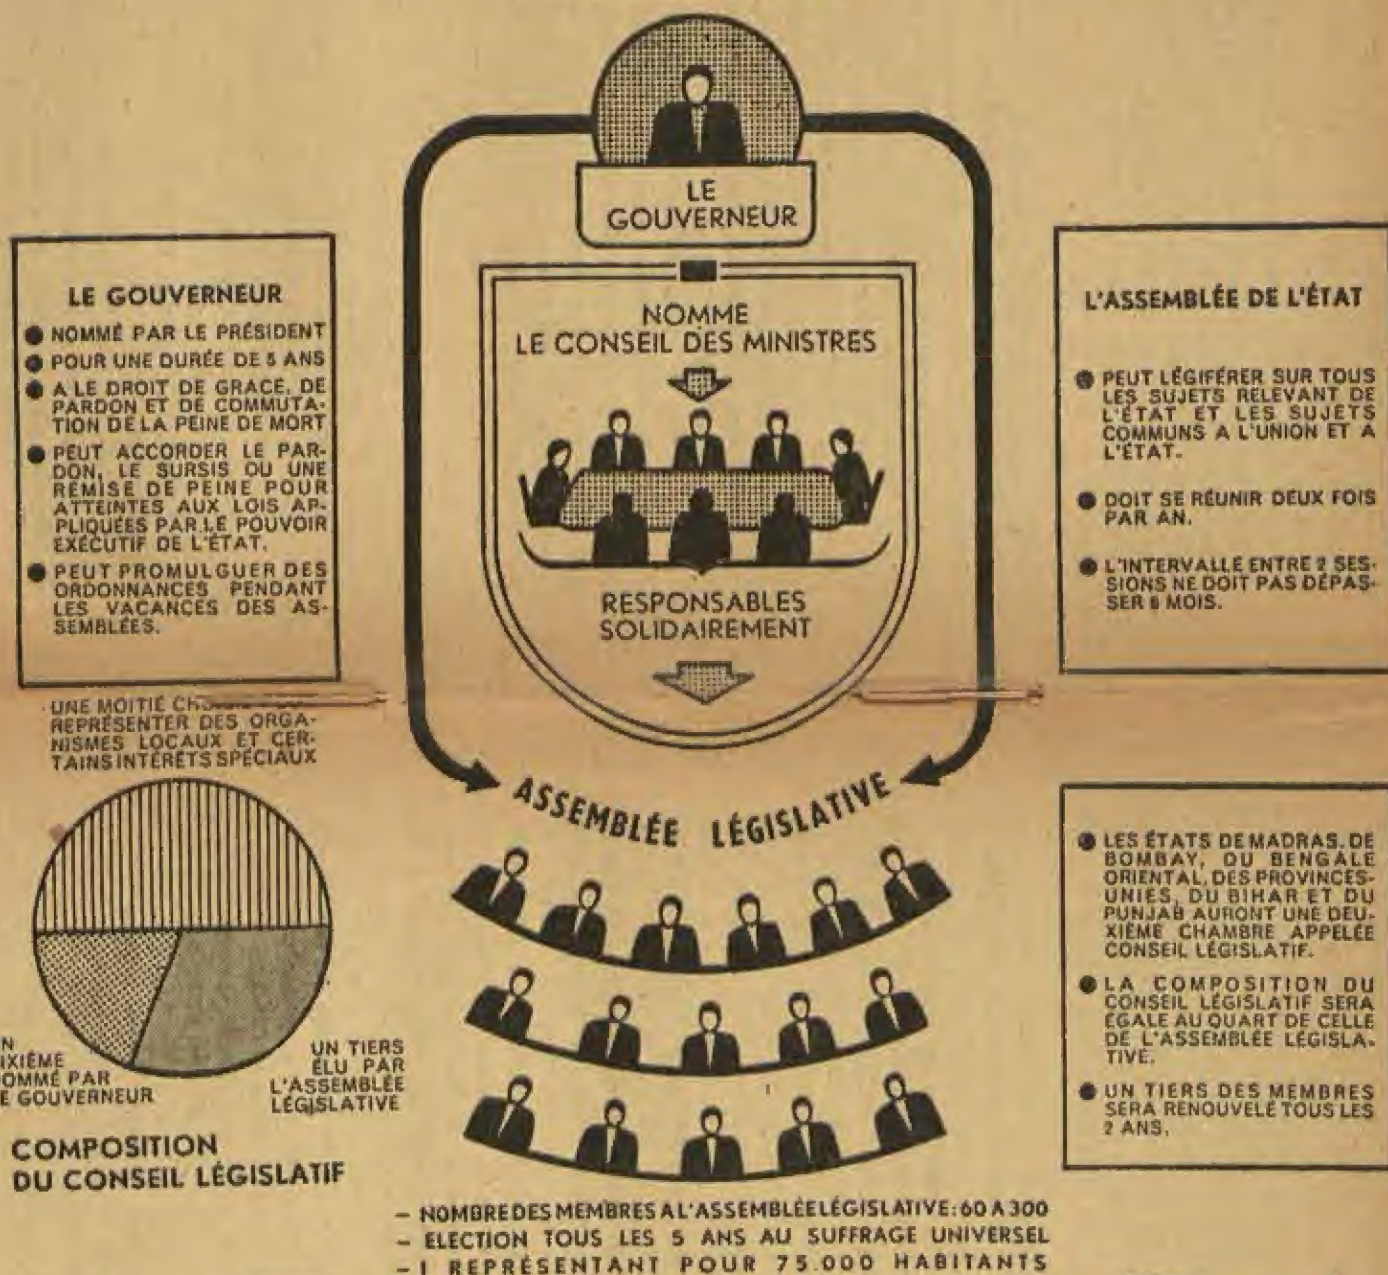 LE
GOUVERNEUR
NOMME
LE CONSEIL DES MINISTRES
RESPONSABLES
SOLIDAIREMENT
LE GOUVERNEUR
● NOMMÉ PAR LE PRÉSIDENT
● POUR UNE DURÉE DE 5 ANS
● A LE DROIT DE GRACE, DE
PARDON ET DE COMMUTA-
TION DE LA PEINE DE MORT
● PEUT ACCORDER LE PAR-
DON, LE SURSIS OU UNE
REMISE DE PEINE POUR
ATTEINTES AUX LOIS AP-
PLIQUÉES PAR LE POUVOIR
EXÉCUTIF DE L'ÉTAT.
● PEUT PROMULGUER DES
ORDONNANCES PENDANT
LES VACANCES DES AS-
SEMBLÉES.
L'ASSEMBLÉE DE L'ÉTAT
● PEUT LÉGIFÉRER SUR TOUS
LES SUJETS RELEVANT DE
L'ÉTAT ET LES SUJETS
COMMUNS A L'UNION ET A
L'ÉTAT.
● DOIT SE RÉUNIR DEUX FOIS
PAR AN.
● L'INTERVALLE ENTRE 2 SES-
SIONS NE DOIT PAS DÉPAS-
SER 6 MOIS.
UNE MOITIÉ
REPRÉSENTER DES ORGA-
NISMES LOCAUX ET CER-
TAINS INTÉRÊTS SPÉCIAUX
NOMMÉ PAR
LE GOUVERNEUR
UN TIERS
ÉLU PAR
L'ASSEMBLÉE
LÉGISLATIVE
COMPOSITION
DU CONSEIL LÉGISLATIF
ASSEMBLÉE LÉGISLATIVE
● LES ÉTATS DE MADRAS, DE
BOMBAY, DU BENGALE
ORIENTAL, DES PROVINCES-
UNIES, DU BIHAR ET DU
PUNJAB AURONT UNE DEU-
XIÈME CHAMBRE APPELÉE
CONSEIL LÉGISLATIF.
● LA COMPOSITION DU
CONSEIL LÉGISLATIF SERA
ÉGALE AU QUART DE CELLE
DE L'ASSEMBLÉE LÉGISLA-
TIVE.
● UN TIERS DES MEMBRES
SERA RENOUVELÉ TOUS LES
2 ANS.
– NOMBRE DES MEMBRES A L'ASSEMBLÉE LÉGISLATIVE: 60 A 300
– ELECTION TOUS LES 5 ANS AU SUFFRAGE UNIVERSEL
– 1 REPRÉSENTANT POUR 75.000 HABITANTS